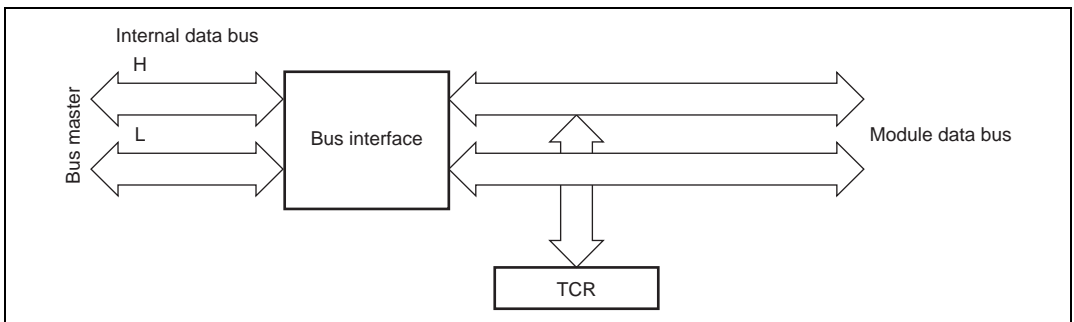 Internal data bus
H
L
Bus master
Bus interface
Module data bus
TCR